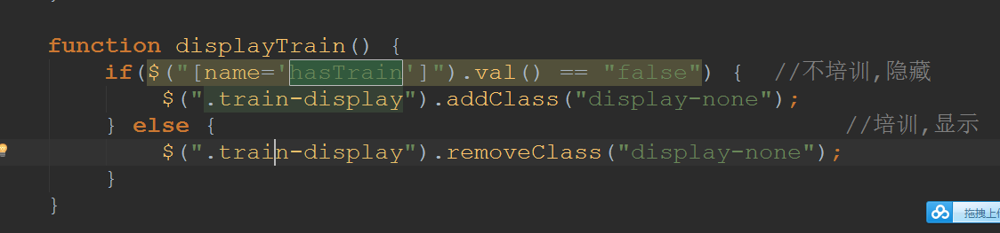 function displayTrain() {
if($("[name='hasTrain']").val() == "false") {  //不培训,隐藏
$(".train-display").addClass("display-none");
} else {                                            //培训,显示
$(".train-display").removeClass("display-none");
}
}
拖拽上